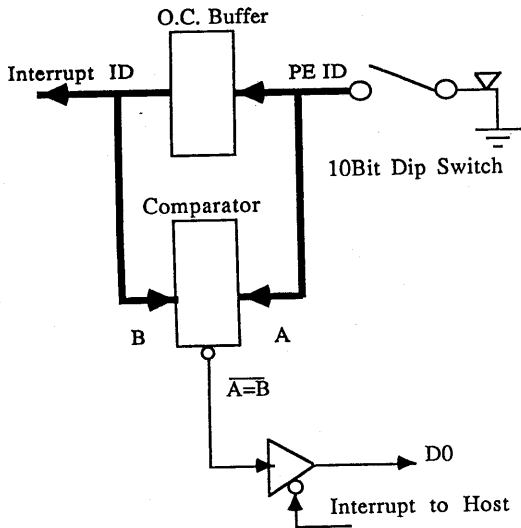 O.C. Buffer
Interrupt ID
PE ID
10Bit Dip Switch
Comparator
B
A
A=B
D0
Interrupt to Host